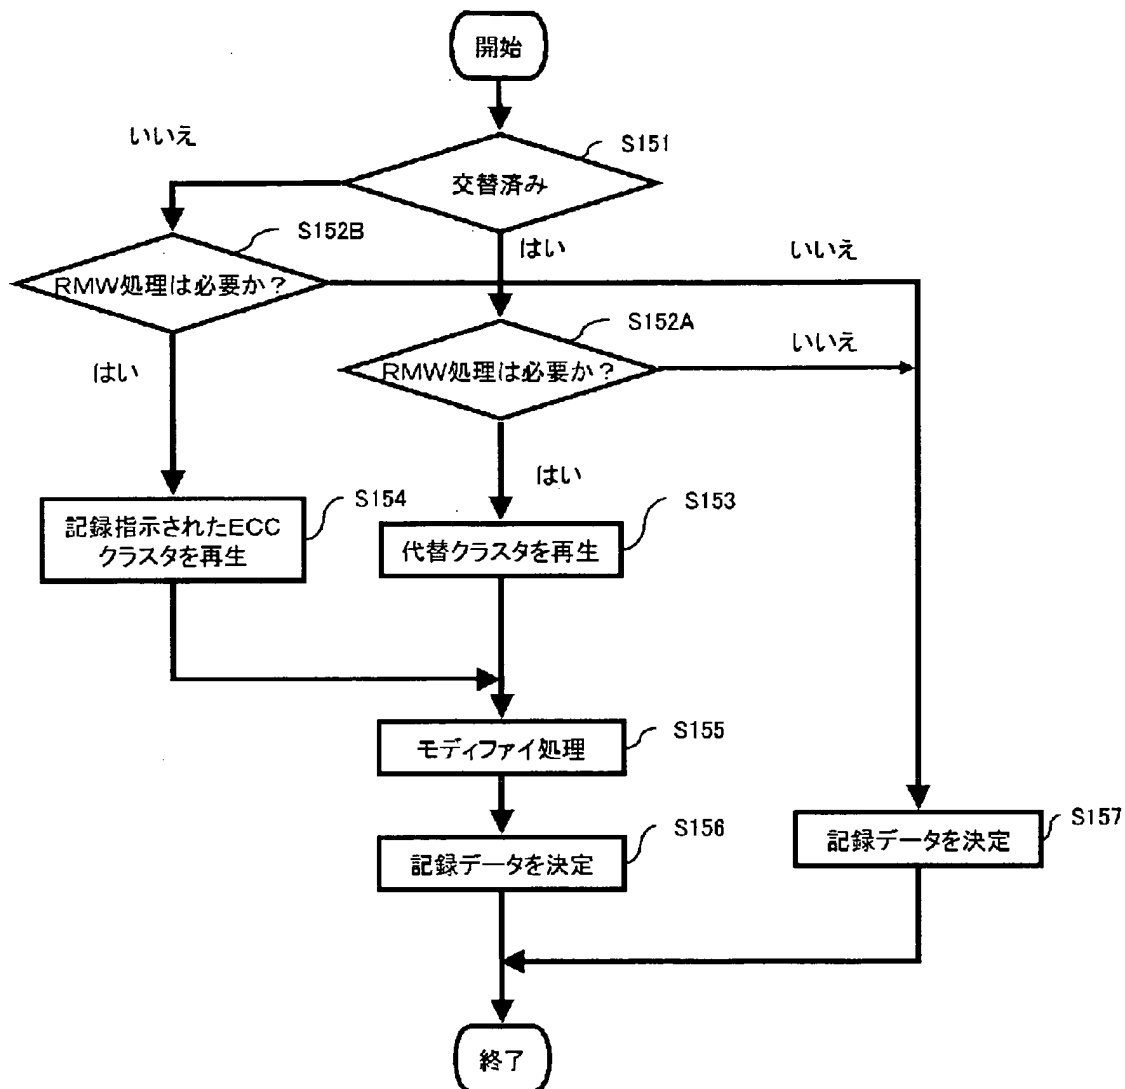 開始
いいえ
S151
交替済み
S152B
はい
いいえ
RMW処理は必要か？
S152A
いいえ
RMW処理は必要か？
はい
はい
S154
S153
記録指示されたECC
クラスタを再生
代替クラスタを再生
S155
モディファイ処理
S156
S157
記録データを決定
記録データを決定
終了